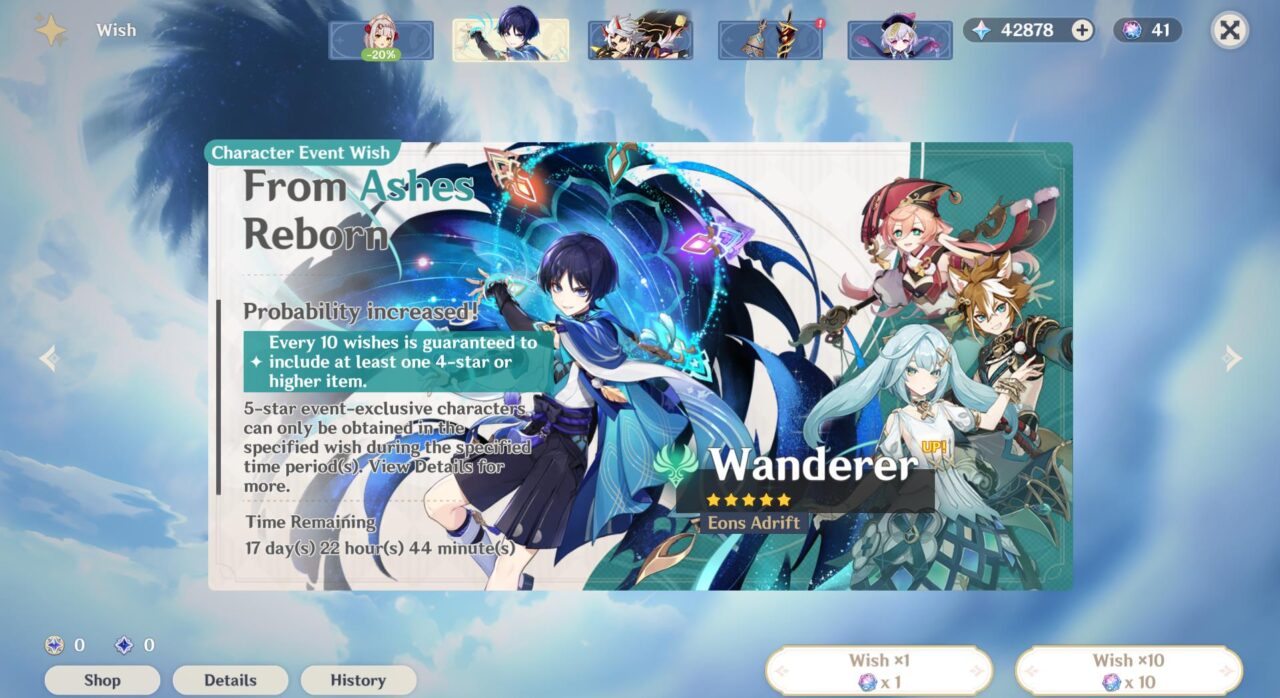 Wish
-20%
!
42878
41
Character Event Wish
From Ashes
Reborn
Probability increased!
Every 10 wishes is guaranteed to
include at least one 4-star or
higher item.
5-star event-exclusive characters
can only be obtained in the
specified wish during the specified
time period(s). View Details for
more.
Time Remaining
17 day(s) 22 hour(s) 44 minute(s)
UP!
Wanderer
Eons Adrift
0
0
Shop
Details
History
Wish ×1
x 1
Wish ×10
x 10